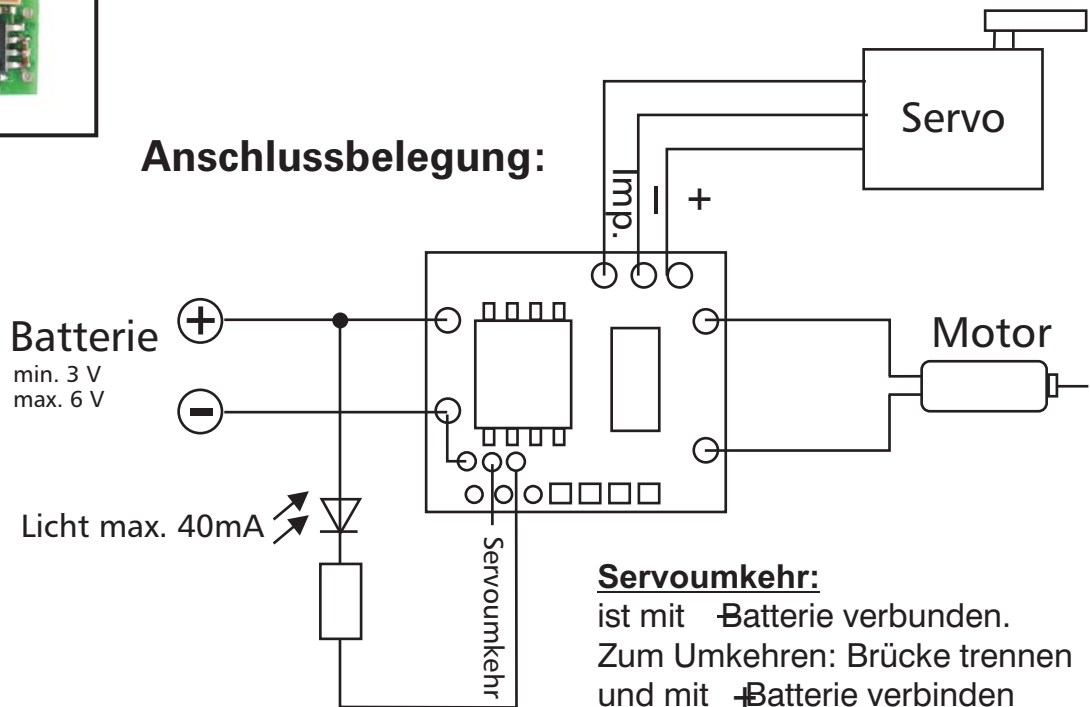 Servo
Anschlussbelegung:
Imp. – +
Batterie
min. 3 V
max. 6 V
+
–
Motor
Licht max. 40mA
Servoumkehr
Servoumkehr:
ist mit -Batterie verbunden.
Zum Umkehren: Brücke trennen
und mit +Batterie verbinden